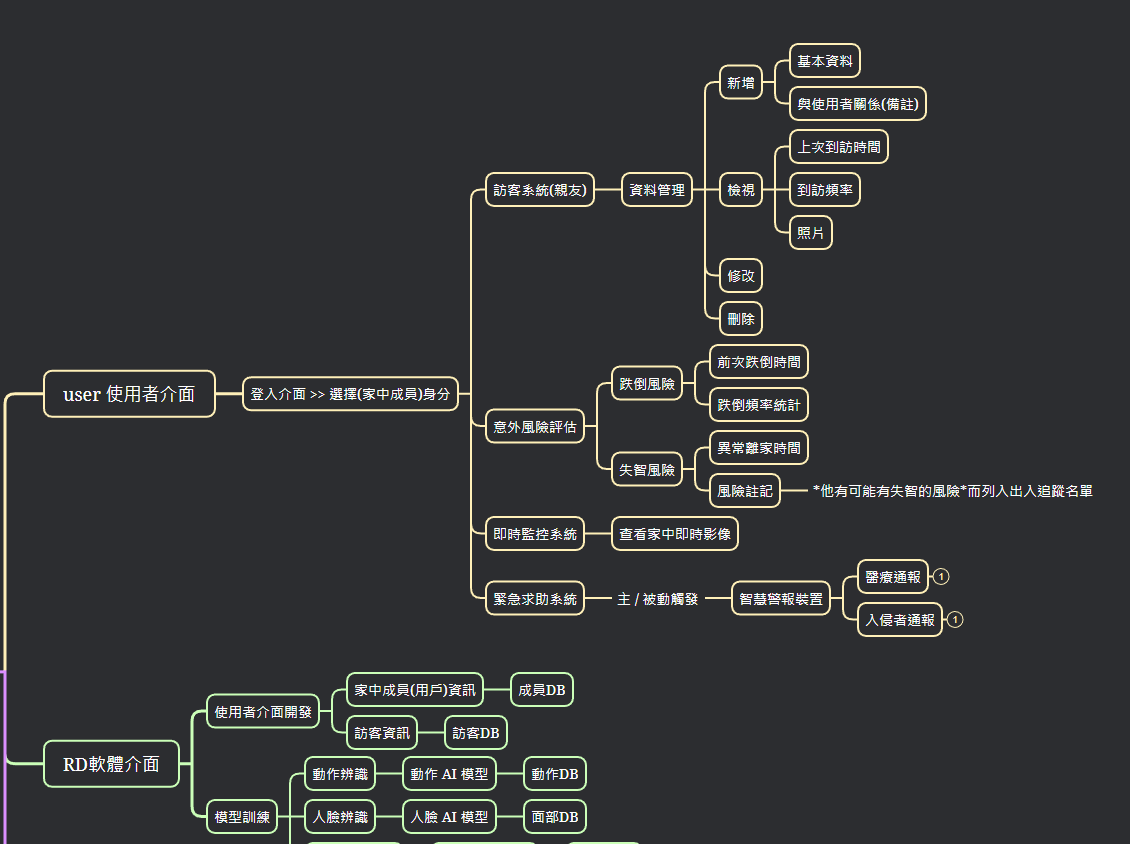 user 使用者介面
登入介面 >> 選擇(家中成員)身分
訪客系統(親友)
資料管理
新增
基本資料
與使用者關係(備註)
檢視
上次到訪時間
到訪頻率
照片
修改
刪除
意外風險評估
跌倒風險
前次跌倒時間
跌倒頻率統計
失智風險
異常離家時間
風險註記
*他有可能有失智的風險*而列入出入追蹤名單
即時監控系統
查看家中即時影像
緊急求助系統
主 / 被動觸發
智慧警報裝置
醫療通報
1
入侵者通報
1
RD軟體介面
使用者介面開發
家中成員(用戶)資訊
成員DB
訪客資訊
訪客DB
模型訓練
動作辨識
動作 AI 模型
動作DB
人臉辨識
人臉 AI 模型
面部DB